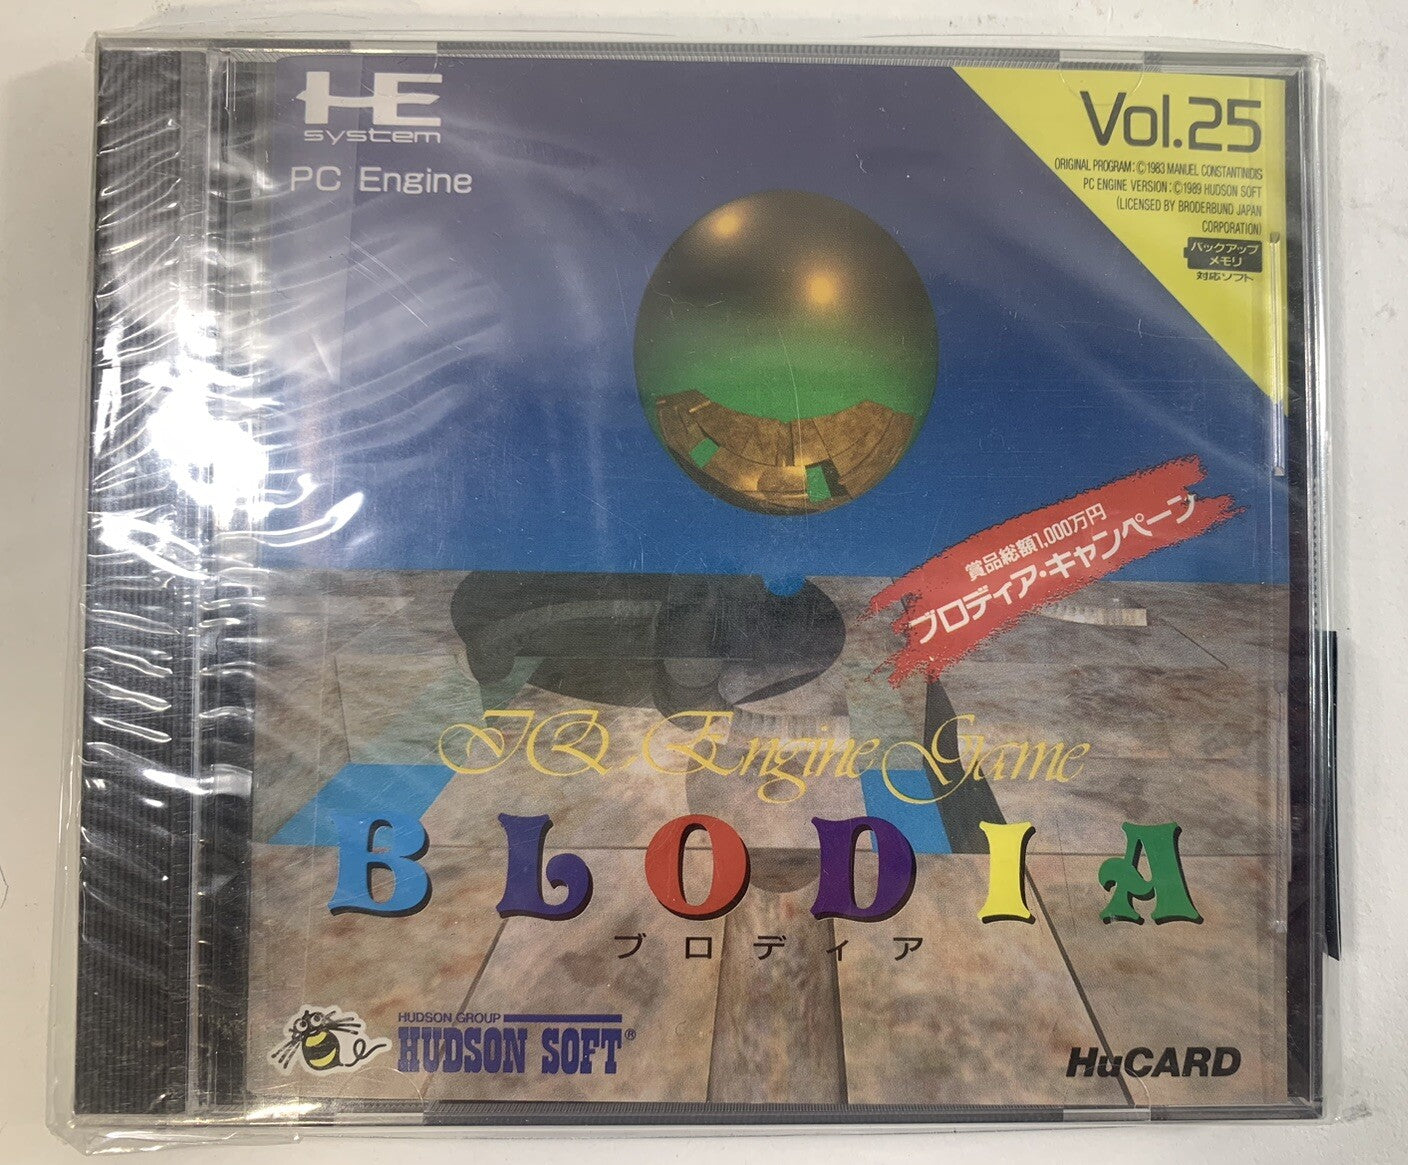 HE
system
PC Engine
Vol.25
ORIGINAL PROGRAM:©1983 MANUEL CONSTANTINIDIS
PC ENGINE VERSION:©1989 HUDSON SOFT
(LICENSED BY BRODERBUND JAPAN
CORPORATION)
バックアップ
メモリ
対応ソフト
賞品総額1,000万円
ブロディア・キャンペーン
IQ Engine Game
BLODIA
ブロディア
HUDSON GROUP
HUDSON SOFT®
HuCARD